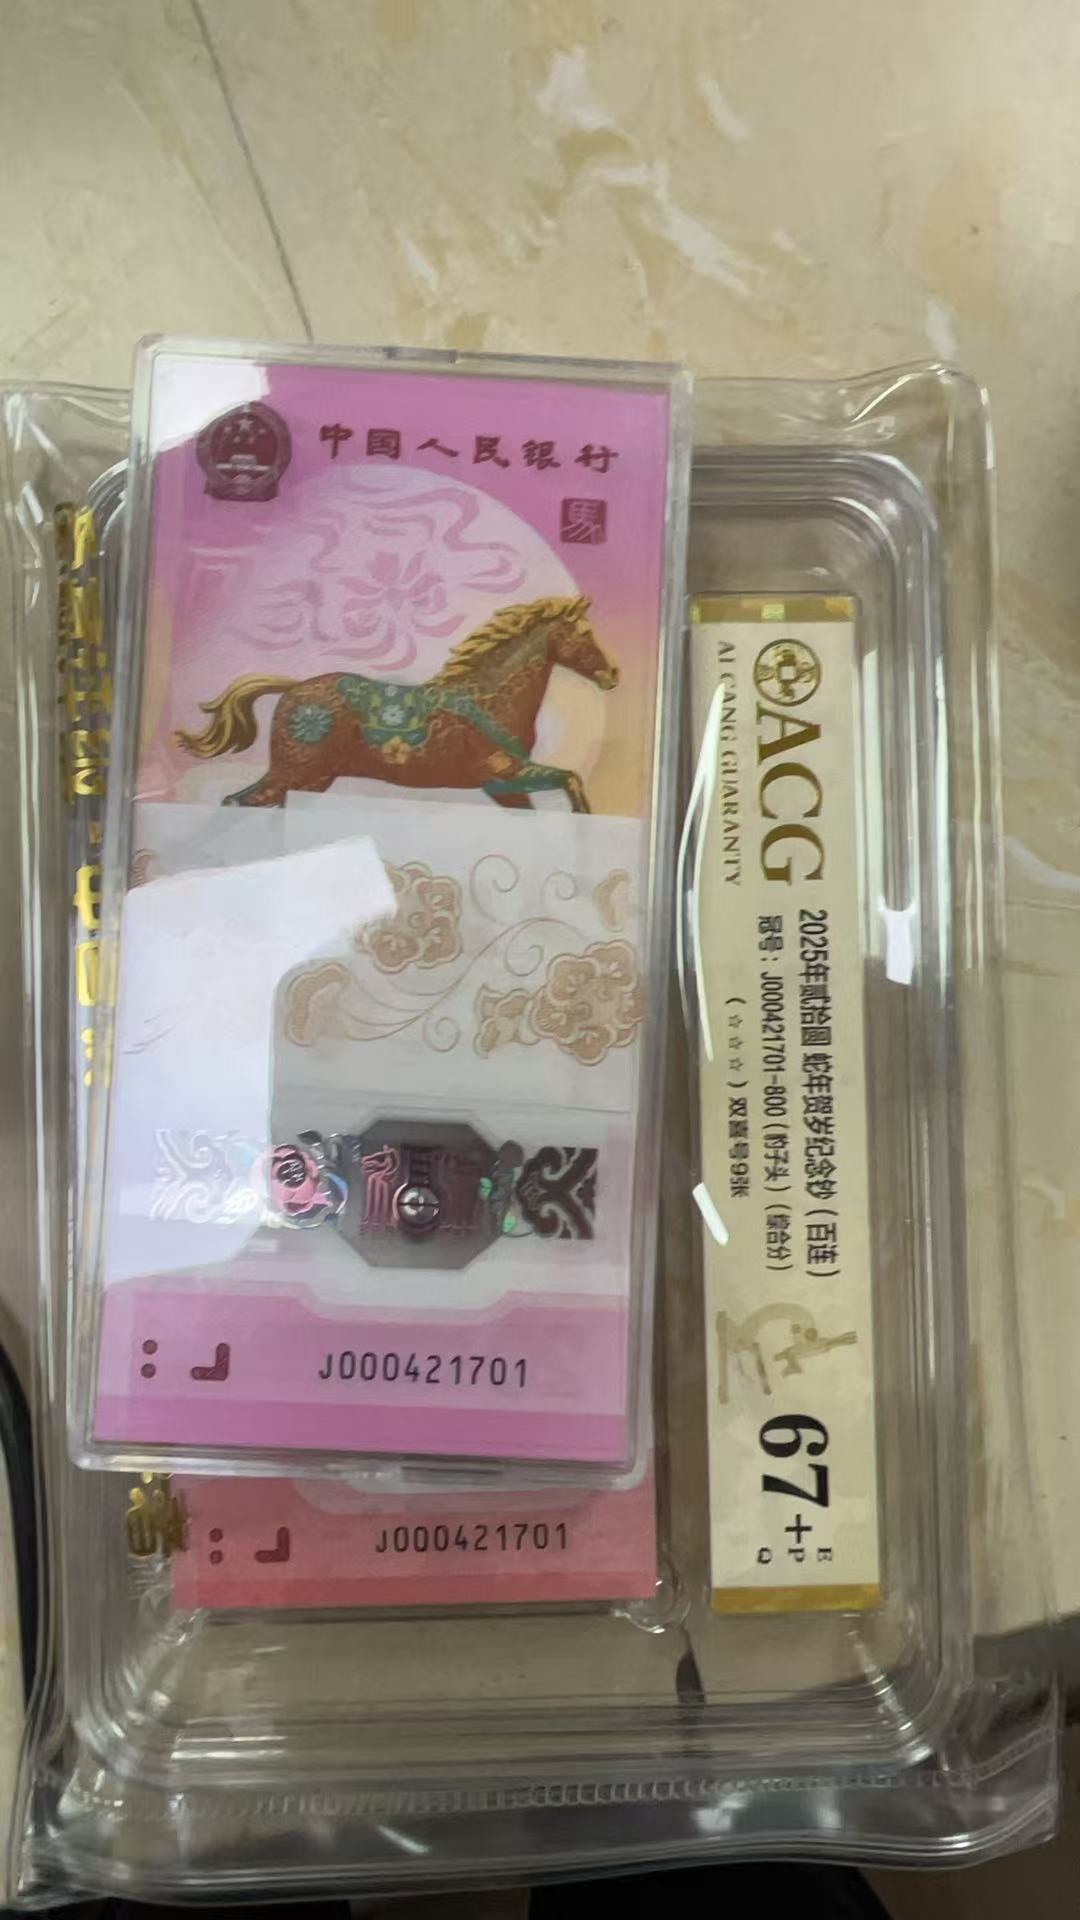 中国人民银行
馬
J000421701
J000421701
ACG
AI CANG GUARANTY
2025年贰拾圆 蛇年贺岁纪念钞（百连）
冠号：J000421701-800（豹子头）（综合分）
（☆☆☆）双富号9张
67+
E
P
Q